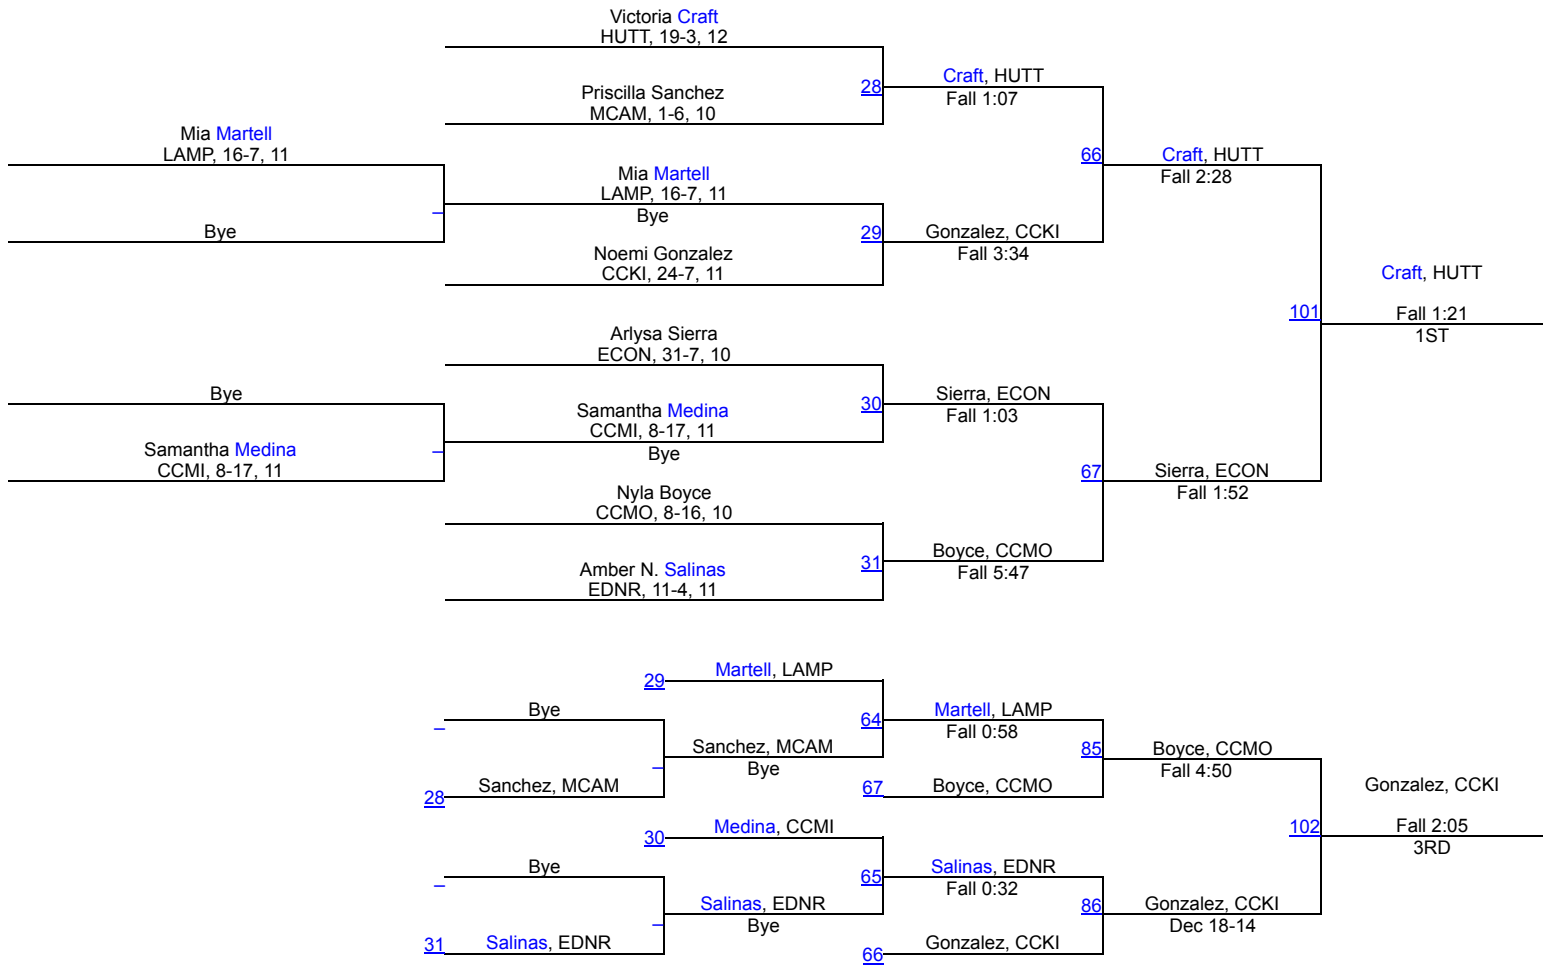 Victoria Craft
HUTT, 19-3, 12
28
Craft, HUTT
Fall 1:07
Priscilla Sanchez
MCAM, 1-6, 10
Mia Martell
LAMP, 16-7, 11
66
Craft, HUTT
Fall 2:28
Mia Martell
LAMP, 16-7, 11
Bye
Bye
29
Gonzalez, CCKI
Fall 3:34
Noemi Gonzalez
CCKI, 24-7, 11
Craft, HUTT
101
Fall 1:21
1ST
Arlysa Sierra
ECON, 31-7, 10
Bye
30
Sierra, ECON
Fall 1:03
Samantha Medina
CCMI, 8-17, 11
Bye
Samantha Medina
CCMI, 8-17, 11
67
Sierra, ECON
Fall 1:52
Nyla Boyce
CCMO, 8-16, 10
31
Boyce, CCMO
Fall 5:47
Amber N. Salinas
EDNR, 11-4, 11
29
Martell, LAMP
Bye
64
Martell, LAMP
Fall 0:58
Sanchez, MCAM
Bye
85
Boyce, CCMO
Fall 4:50
28
Sanchez, MCAM
67
Boyce, CCMO
Gonzalez, CCKI
30
Medina, CCMI
102
Fall 2:05
3RD
Bye
65
Salinas, EDNR
Fall 0:32
Salinas, EDNR
Bye
86
Gonzalez, CCKI
Dec 18-14
31
Salinas, EDNR
66
Gonzalez, CCKI